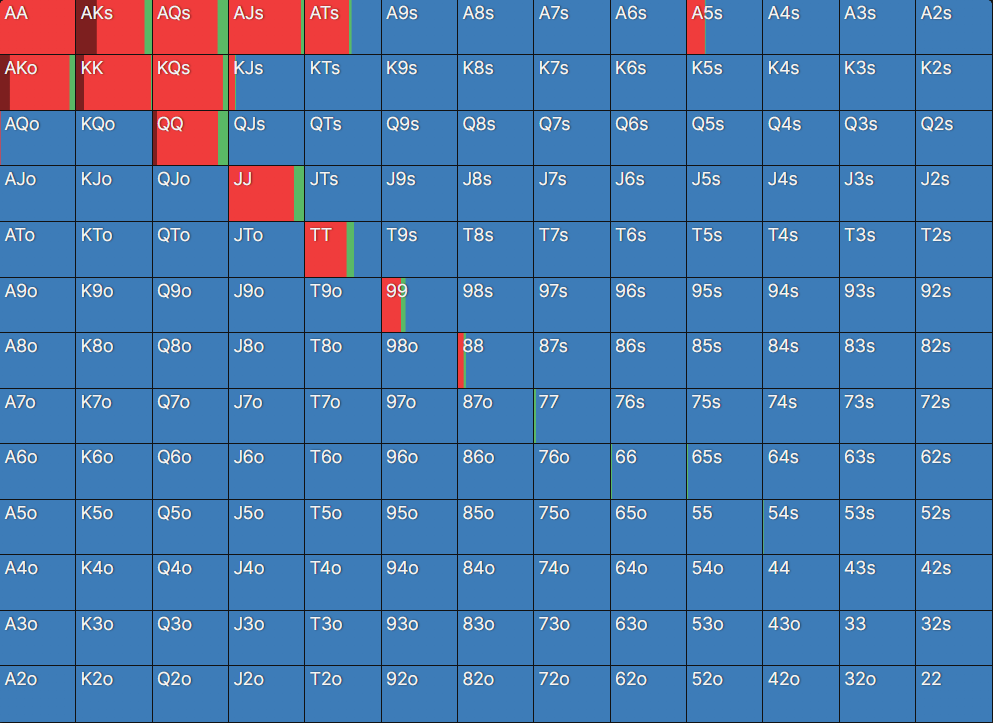 AA AKs AQs AJs ATs A9s A8s A7s A6s A5s A4s A3s A2s
AKo KK KQs KJs KTs K9s K8s K7s K6s K5s K4s K3s K2s
AQo KQo QQ QJs QTs Q9s Q8s Q7s Q6s Q5s Q4s Q3s Q2s
AJo KJo QJo JJ JTs J9s J8s J7s J6s J5s J4s J3s J2s
ATo KTo QTo JTo TT T9s T8s T7s T6s T5s T4s T3s T2s
A9o K9o Q9o J9o T9o 99 98s 97s 96s 95s 94s 93s 92s
A8o K8o Q8o J8o T8o 98o 88 87s 86s 85s 84s 83s 82s
A7o K7o Q7o J7o T7o 97o 87o 77 76s 75s 74s 73s 72s
A6o K6o Q6o J6o T6o 96o 86o 76o 66 65s 64s 63s 62s
A5o K5o Q5o J5o T5o 95o 85o 75o 65o 55 54s 53s 52s
A4o K4o Q4o J4o T4o 94o 84o 74o 64o 54o 44 43s 42s
A3o K3o Q3o J3o T3o 93o 83o 73o 63o 53o 43o 33 32s
A2o K2o Q2o J2o T2o 92o 82o 72o 62o 52o 42o 32o 22